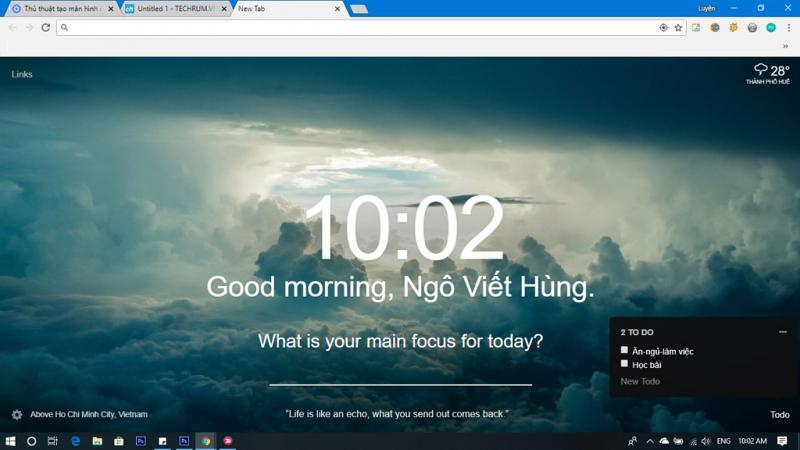 Thủ thuật tạo màn hình
Untitled 1 - TECHRUM.V
New Tab
Luyện
Links
28°
THÀNH PHỐ HUẾ
10:02
Good morning, Ngô Viết Hùng.
What is your main focus for today?
2 TO DO
Ăn-ngủ-làm việc
Học bài
New Todo
Above Ho Chi Minh City, Vietnam
“Life is like an echo, what you send out comes back.”
Todo
ENG
10:02 AM